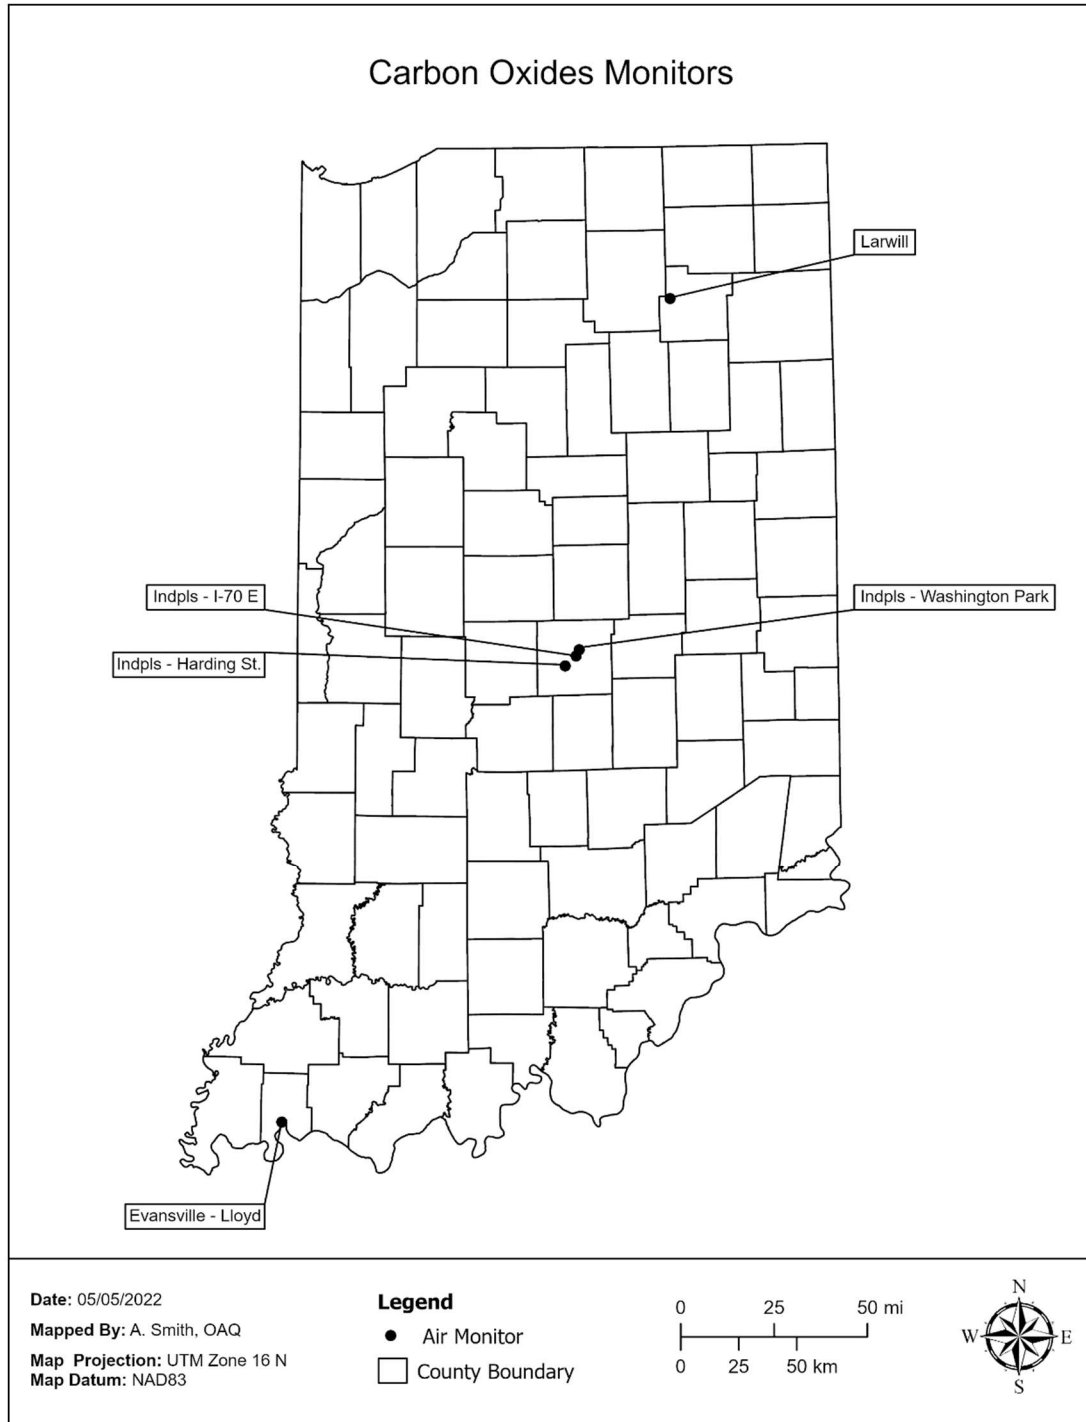 Carbon Oxides Monitors
Larwill
Indpls - I-70 E
Indpls - Washington Park
Indpls - Harding St.
Evansville - Lloyd
Date: 05/05/2022
Mapped By: A. Smith, OAQ
Map Projection: UTM Zone 16 N
Map Datum: NAD83
Legend
Air Monitor
County Boundary
0 25 50 mi
0 25 50 km
N
W E
S